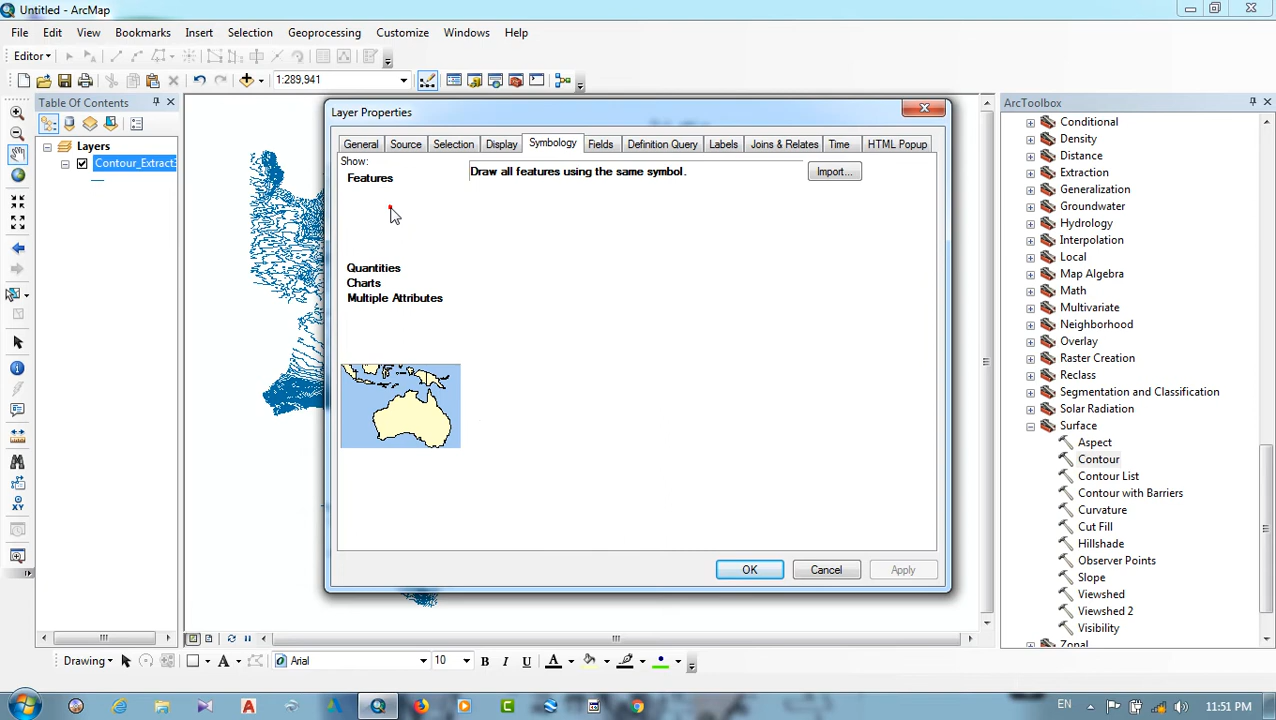 Untitled - ArcMap
File Edit View Bookmarks Insert Selection Geoprocessing Customize Windows Help
Editor
1:289,941
Table Of Contents
Layers
Contour_Extract
Layer Properties
General Source Selection Display Symbology Fields Definition Query Labels Joins & Relates Time HTML Popup
Show:
Features
Quantities
Charts
Multiple Attributes
Draw all features using the same symbol.
Import...
OK Cancel Apply
ArcToolbox
Conditional
Density
Distance
Extraction
Generalization
Groundwater
Hydrology
Interpolation
Local
Map Algebra
Math
Multivariate
Neighborhood
Overlay
Raster Creation
Reclass
Segmentation and Classification
Solar Radiation
Surface
Aspect
Contour
Contour List
Contour with Barriers
Curvature
Cut Fill
Hillshade
Observer Points
Slope
Viewshed
Viewshed 2
Visibility
Zonal
Drawing
A
Arial
10
B I U A
EN 11:51 PM